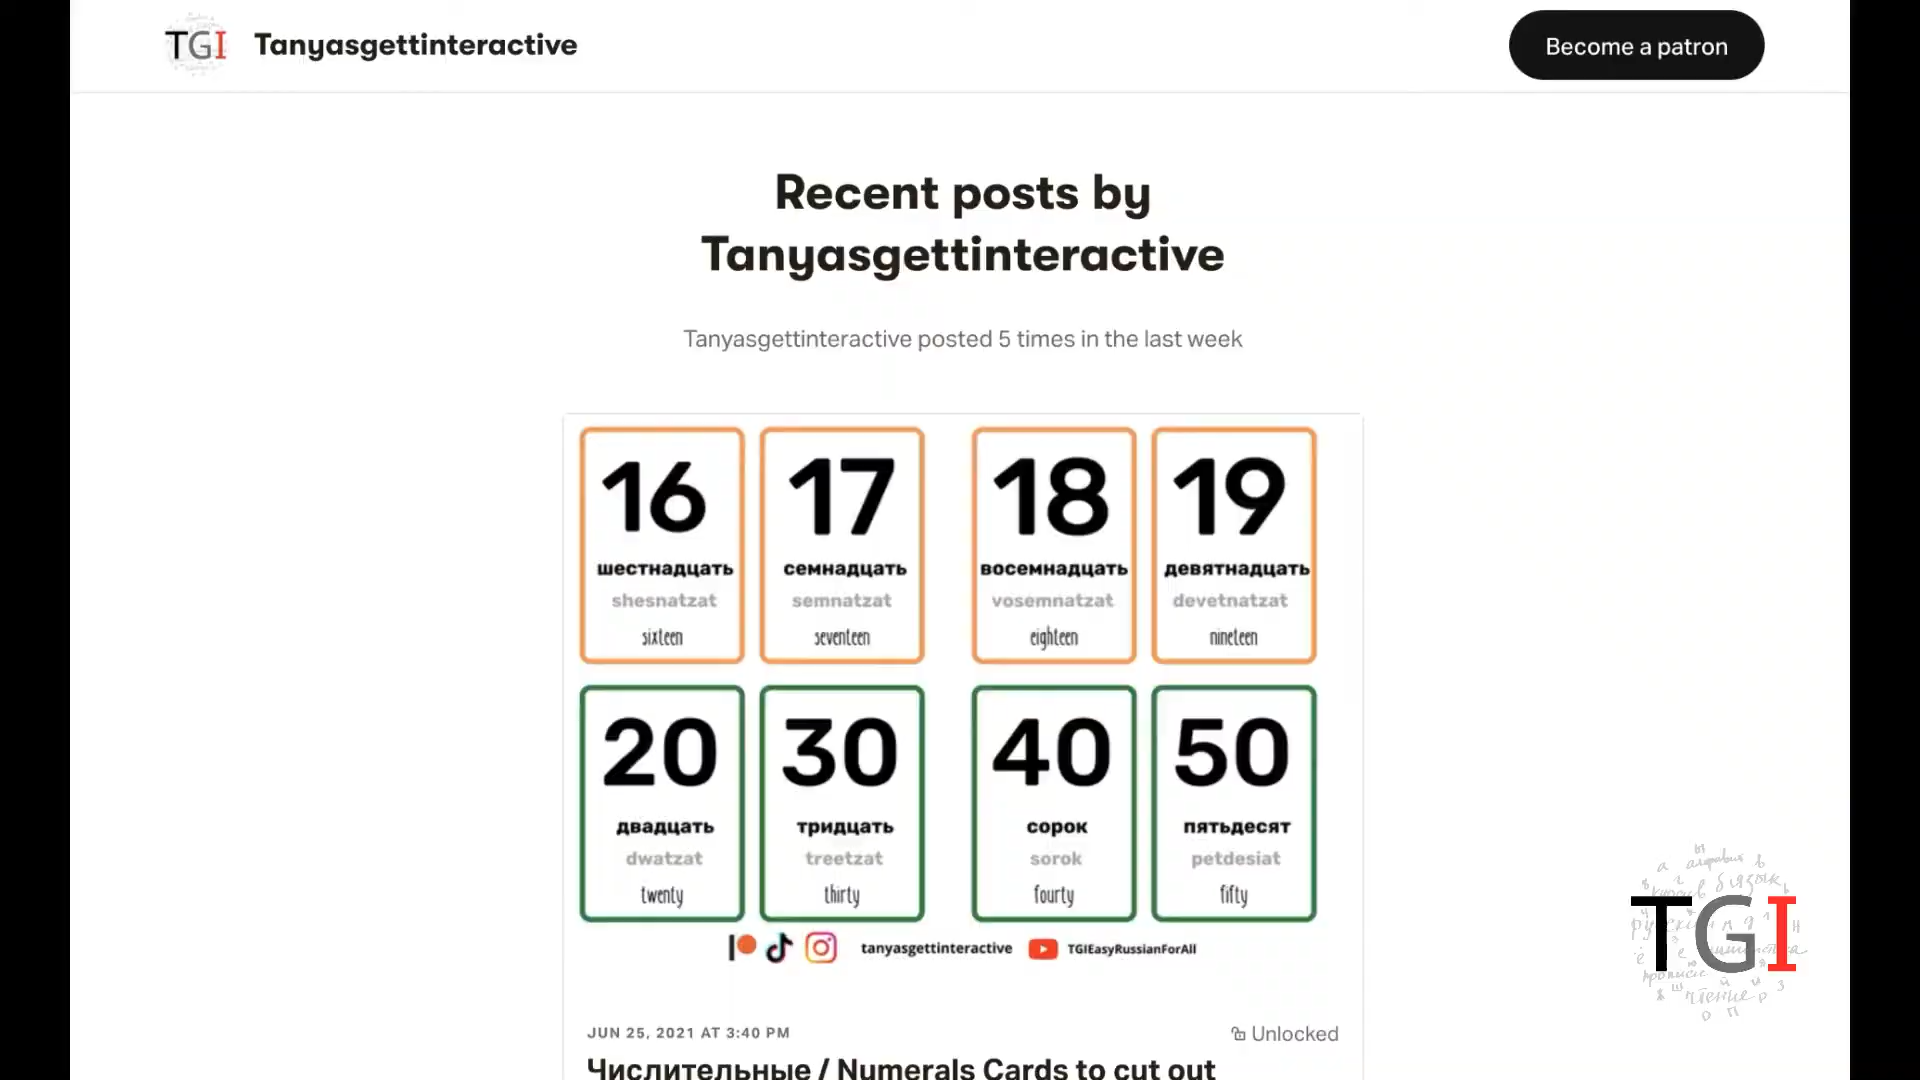 TGI Tanyasgettinteractive
Become a patron
Recent posts by
Tanyasgettinteractive
Tanyasgettinteractive posted 5 times in the last week
16 17 18 19
шестнадцать семнадцать восемнадцать девятнадцать
shesnatzat semnatzat vosemnatzat devetnatzat
sixteen seventeen eighteen nineteen
20 30 40 50
двадцать тридцать сорок пятьдесят
dwatzat treetzat sorok petdesiat
twenty thirty fourty fifty
tanyasgettinteractive TGIEasyRussianForAll
JUN 25, 2021 AT 3:40 PM Unlocked
Числительные / Numerals Cards to cut out
TGI